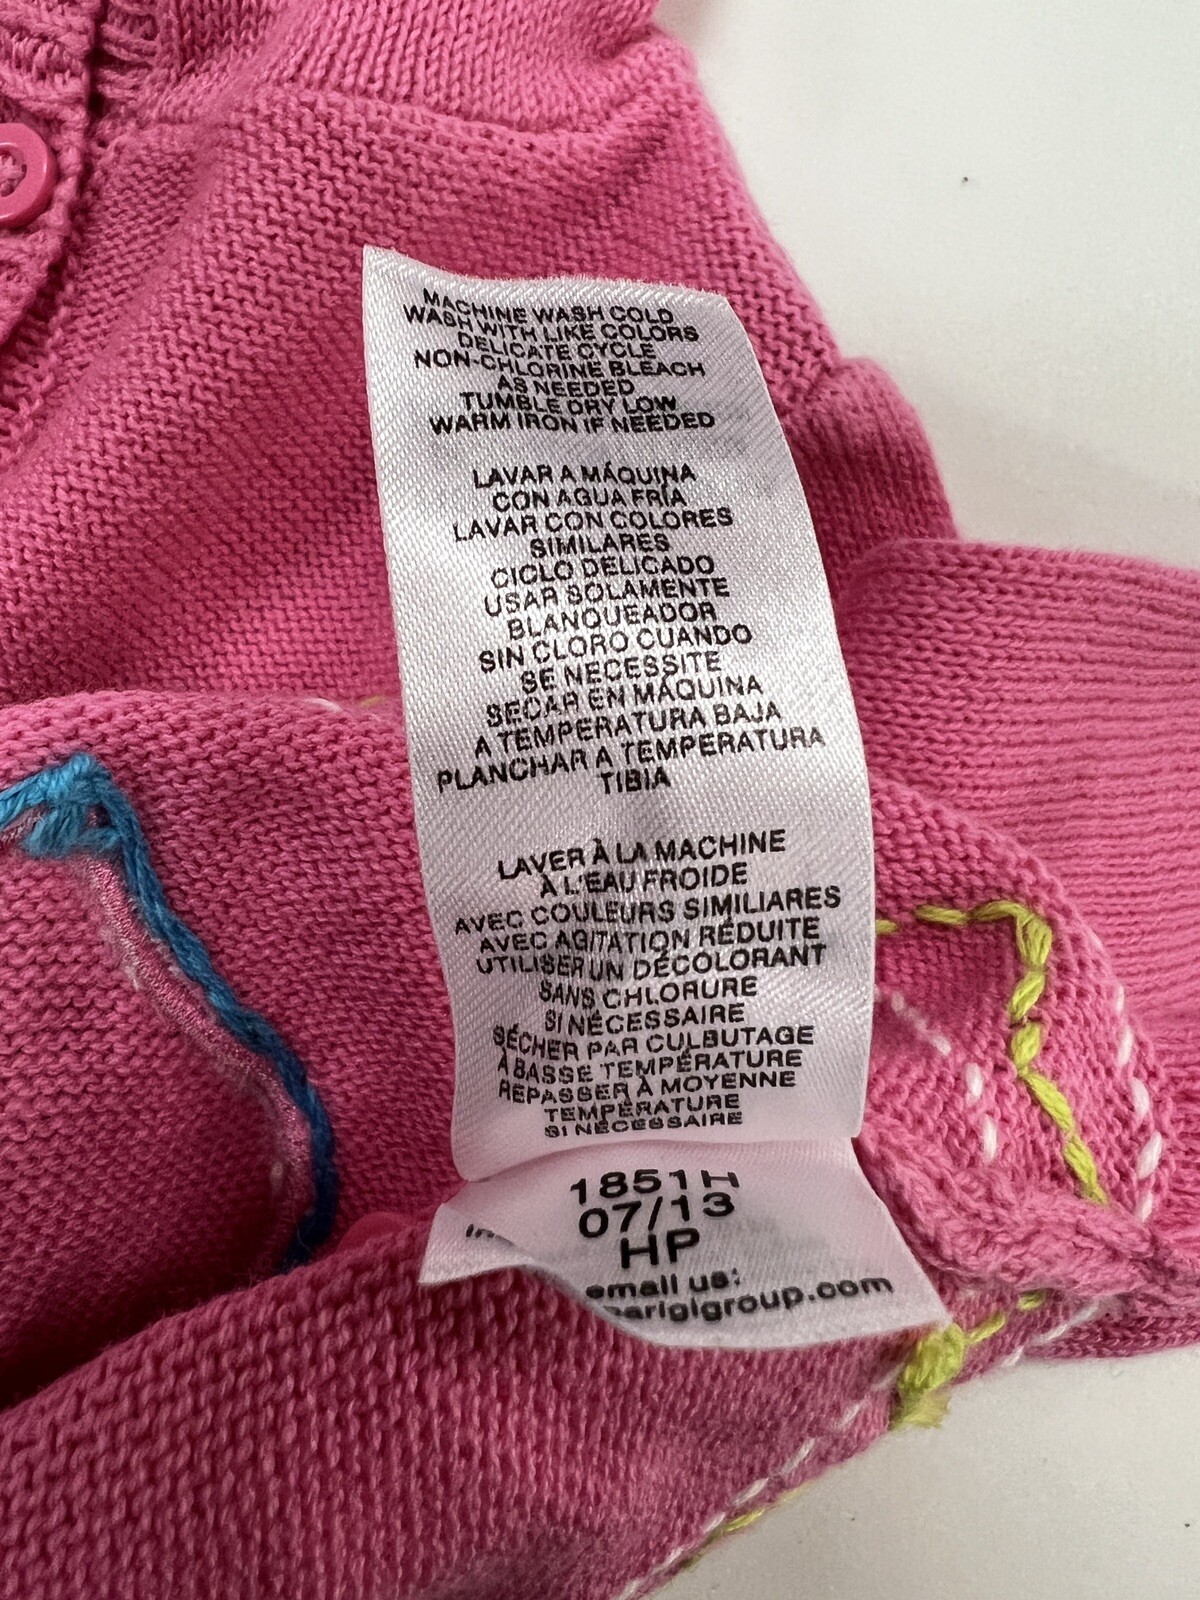 MACHINE WASH COLD
WASH WITH LIKE COLORS
DELICATE CYCLE
NON-CHLORINE BLEACH
AS NEEDED
TUMBLE DRY LOW
WARM IRON IF NEEDED
LAVAR A MÁQUINA
CON AGUA FRÍA
LAVAR CON COLORES
SIMILARES
CICLO DELICADO
USAR SOLAMENTE
BLANQUEADOR
SIN CLORO CUANDO
SE NECESSITE
SECAR EN MÁQUINA
A TEMPERATURA BAJA
PLANCHAR A TEMPERATURA
TIBIA
LAVER À LA MACHINE
À L'EAU FROIDE
AVEC COULEURS SIMILIARES
AVEC AGITATION RÉDUITE
UTILISER UN DÉCOLORANT
SANS CHLORURE
SI NÉCESSAIRE
SÉCHER PAR CULBUTAGE
À BASSE TEMPÉRATURE
REPASSER À MOYENNE
TEMPÉRATURE
SI NÉCESSAIRE
1851H
07/13
HP
email us:
parigigroup.com